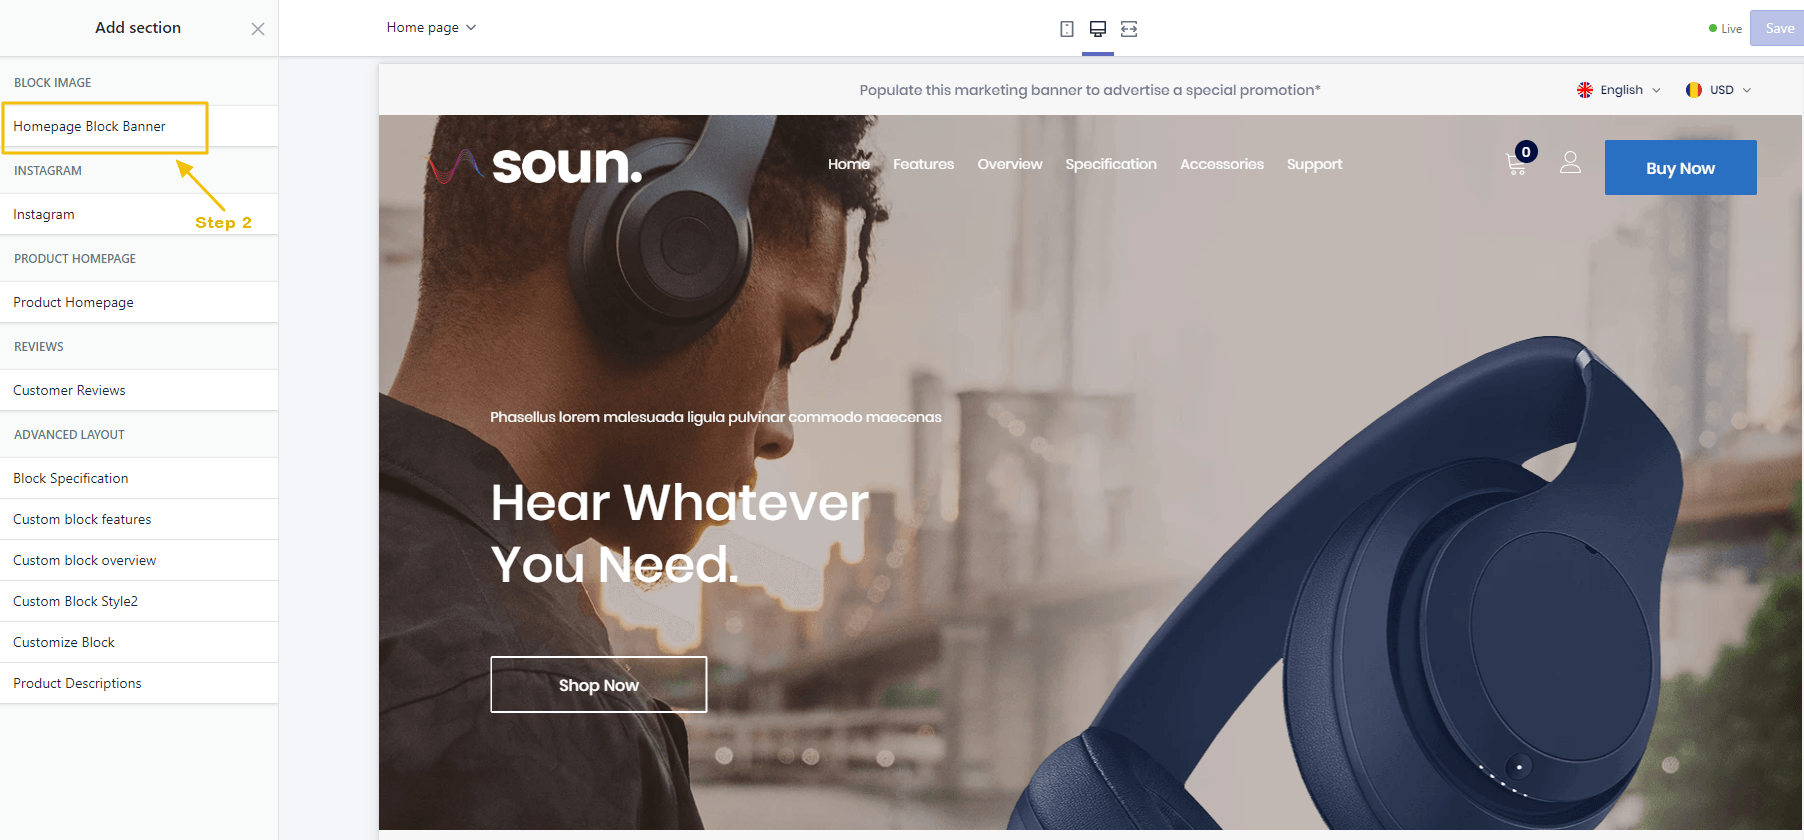 Add section
Home page
Live
Save
BLOCK IMAGE
Homepage Block Banner
INSTAGRAM
Instagram
Step 2
PRODUCT HOMEPAGE
Product Homepage
REVIEWS
Customer Reviews
ADVANCED LAYOUT
Block Specification
Custom block features
Custom block overview
Custom Block Style2
Customize Block
Product Descriptions
Populate this marketing banner to advertise a special promotion*
English
USD
soun.
Home Features Overview Specification Accessories Support
0
Buy Now
Phasellus lorem malesuada ligula pulvinar commodo maecenas
Hear Whatever
You Need.
Shop Now